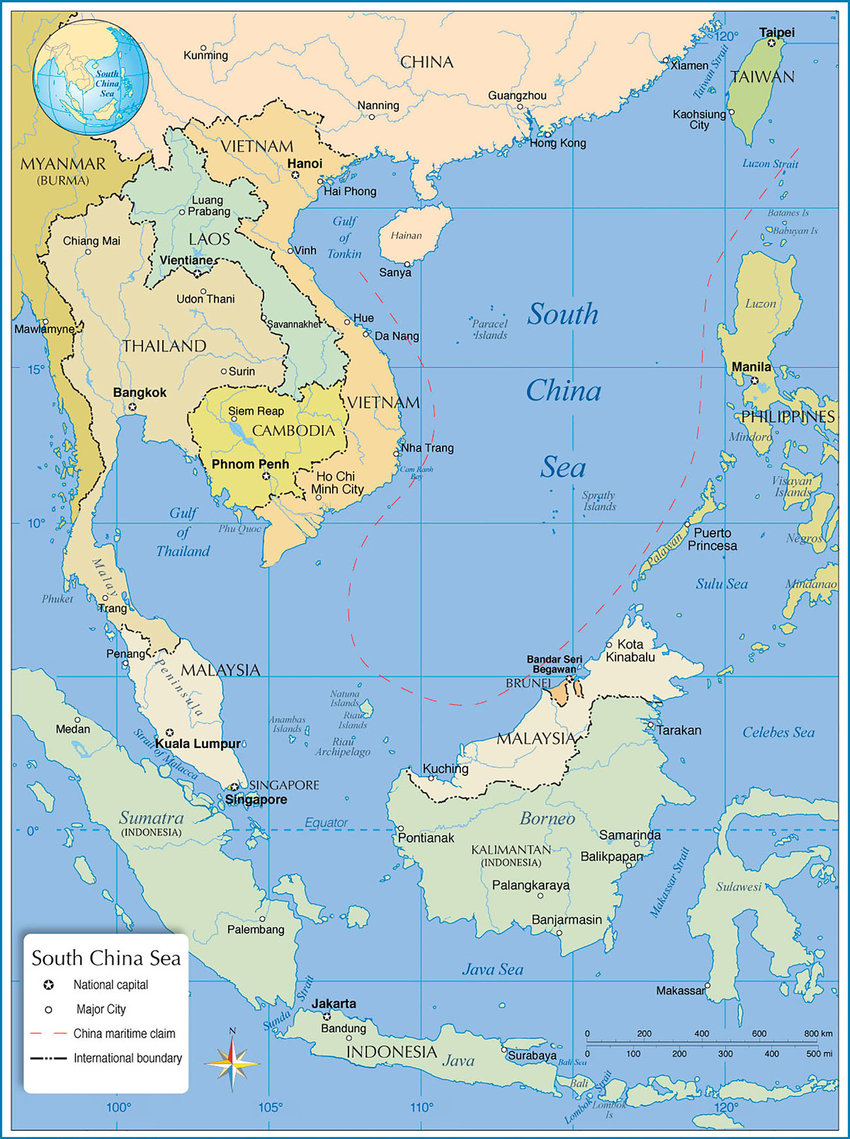 Taipei
120°
Kunming
CHINA
Xiamen
Taiwan Strait
TAIWAN
South
China
Sea
Guangzhou
Nanning
Kaohsiung
City
Hong Kong
VIETNAM
Hanoi
MYANMAR
(BURMA)
Luzon Strait
Hai Phong
Luang
Prabang
Gulf
of
Tonkin
Batanes Is
Babuyan Is
Hainan
Chiang Mai
LAOS
Vinh
Vientiane
Sanya
Udon Thani
Luzon
South
China
Sea
Mawlamyne
Savannakhet
Hue
Da Nang
Paracel
Islands
THAILAND
15°
Surin
Manila
Bangkok
VIETNAM
Siem Reap
CAMBODIA
PHILIPPINES
Mindoro
Nha Trang
Phnom Penh
Cam Ranh
Bay
Ho Chi
Minh City
Visayan
Islands
Spratly
Islands
10°
Gulf
of
Thailand
Phu Quoc
Puerto
Princesa
Negros
Palawan
Malay
Peninsula
Sulu Sea
Mindanao
Phuket
Trang
Penang
MALAYSIA
Kota
Kinabalu
Bandar Seri
Begawan
BRUNEI
Natuna
Islands
Riau
Islands
Anambas
Islands
Riau
Archipelago
Medan
Kuala Lumpur
Strait of Malacca
MALAYSIA
Tarakan
Celebes Sea
Kuching
SINGAPORE
Singapore
Sumatra
(INDONESIA)
Equator
0°
Borneo
Pontianak
Samarinda
KALIMANTAN
(INDONESIA)
Balikpapan
Makassar Strait
Palangkaraya
Sulawesi
Banjarmasin
Palembang
Java Sea
Makassar
South China Sea
National capital
Major City
China maritime claim
International boundary
Sunda Strait
Jakarta
Bandung
INDONESIA
Java
Surabaya
Bali Sea
Bali
Lombok Strait
Lombok
Is
N
0 200 400 600 800 km
0 100 200 300 400 500 mi
100° 105° 110° 120°